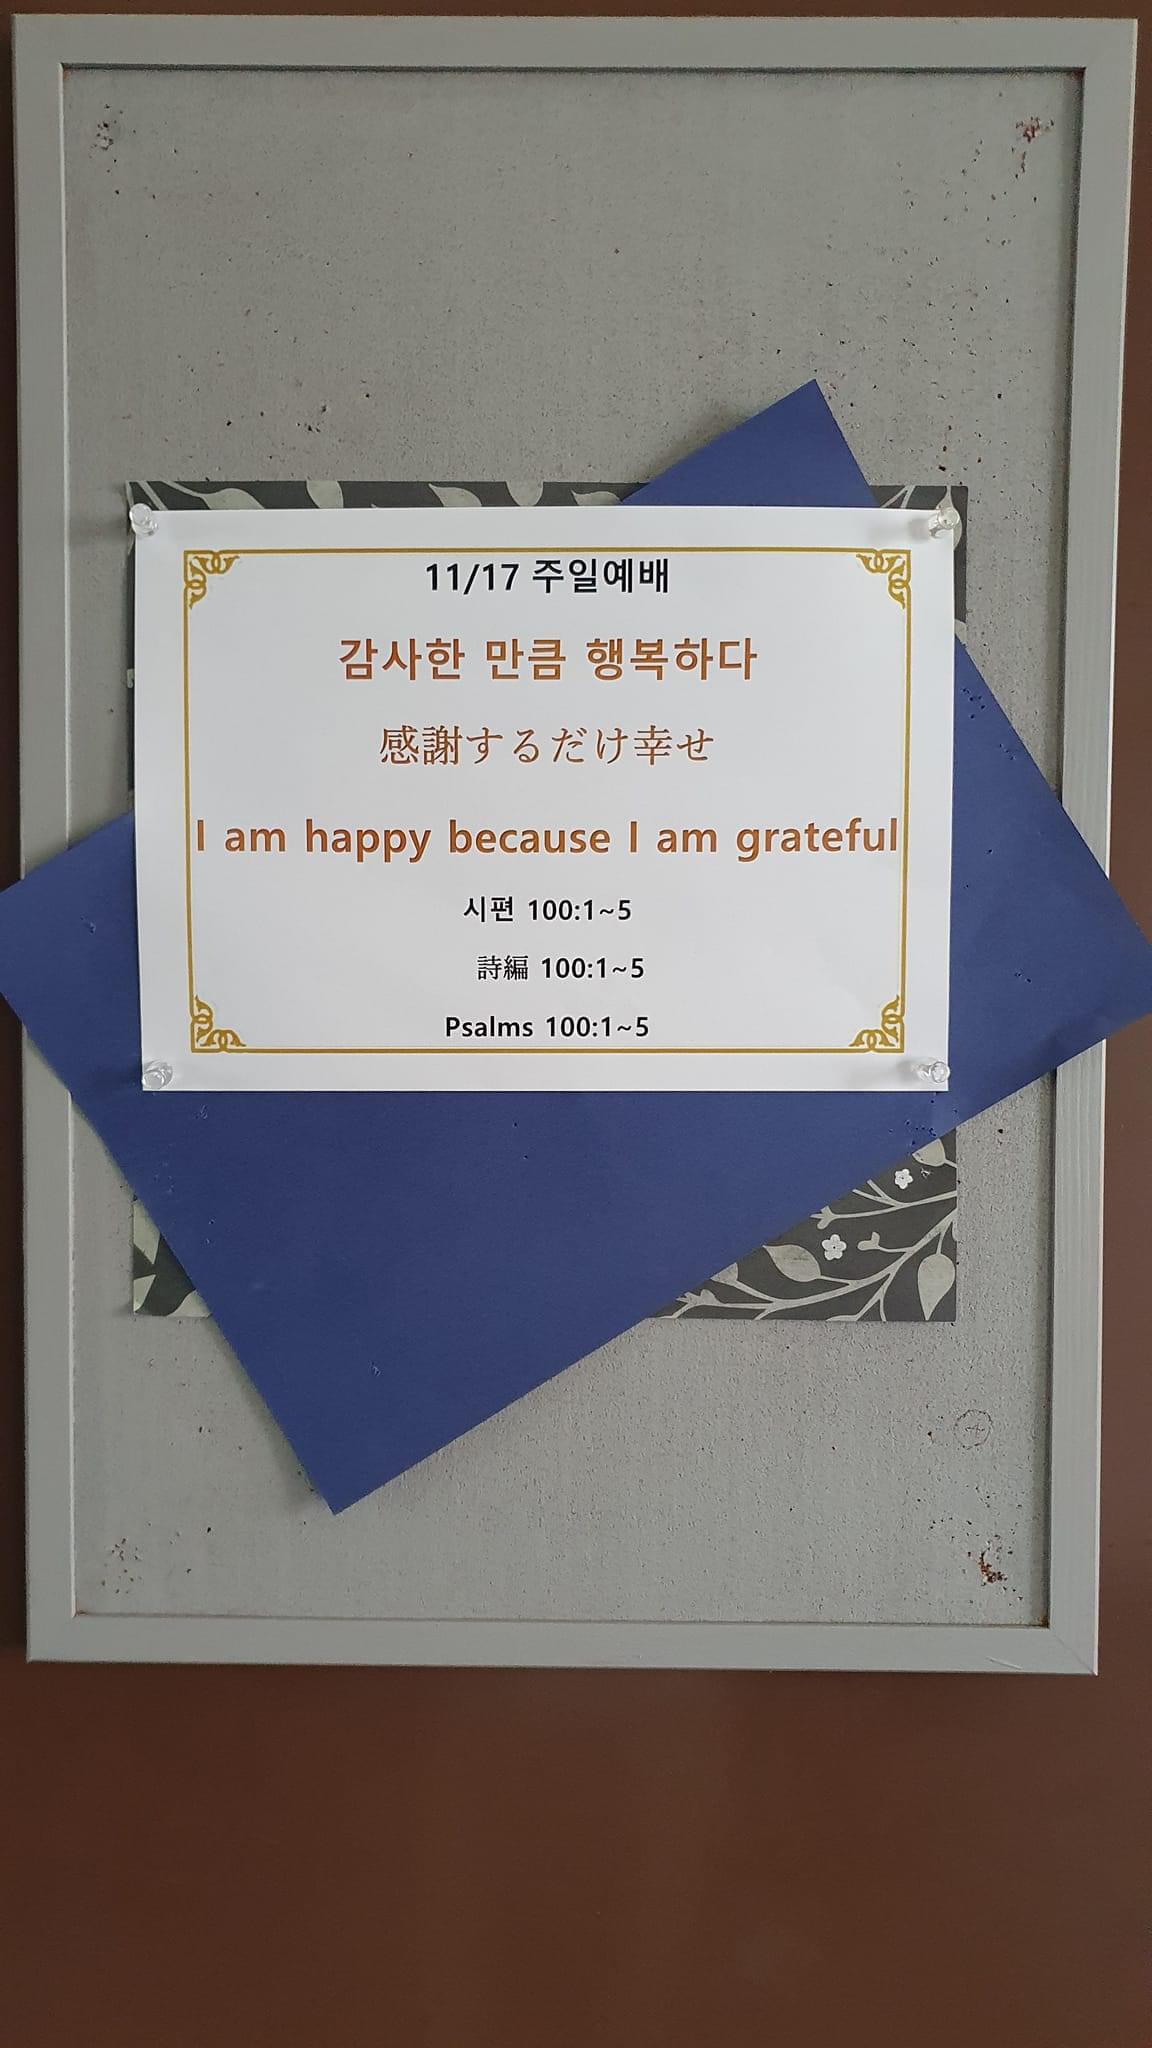 11/17 주일예배
감사한 만큼 행복하다
感謝するだけ幸せ
I am happy because I am grateful
시편 100:1~5
詩編 100:1~5
Psalms 100:1~5